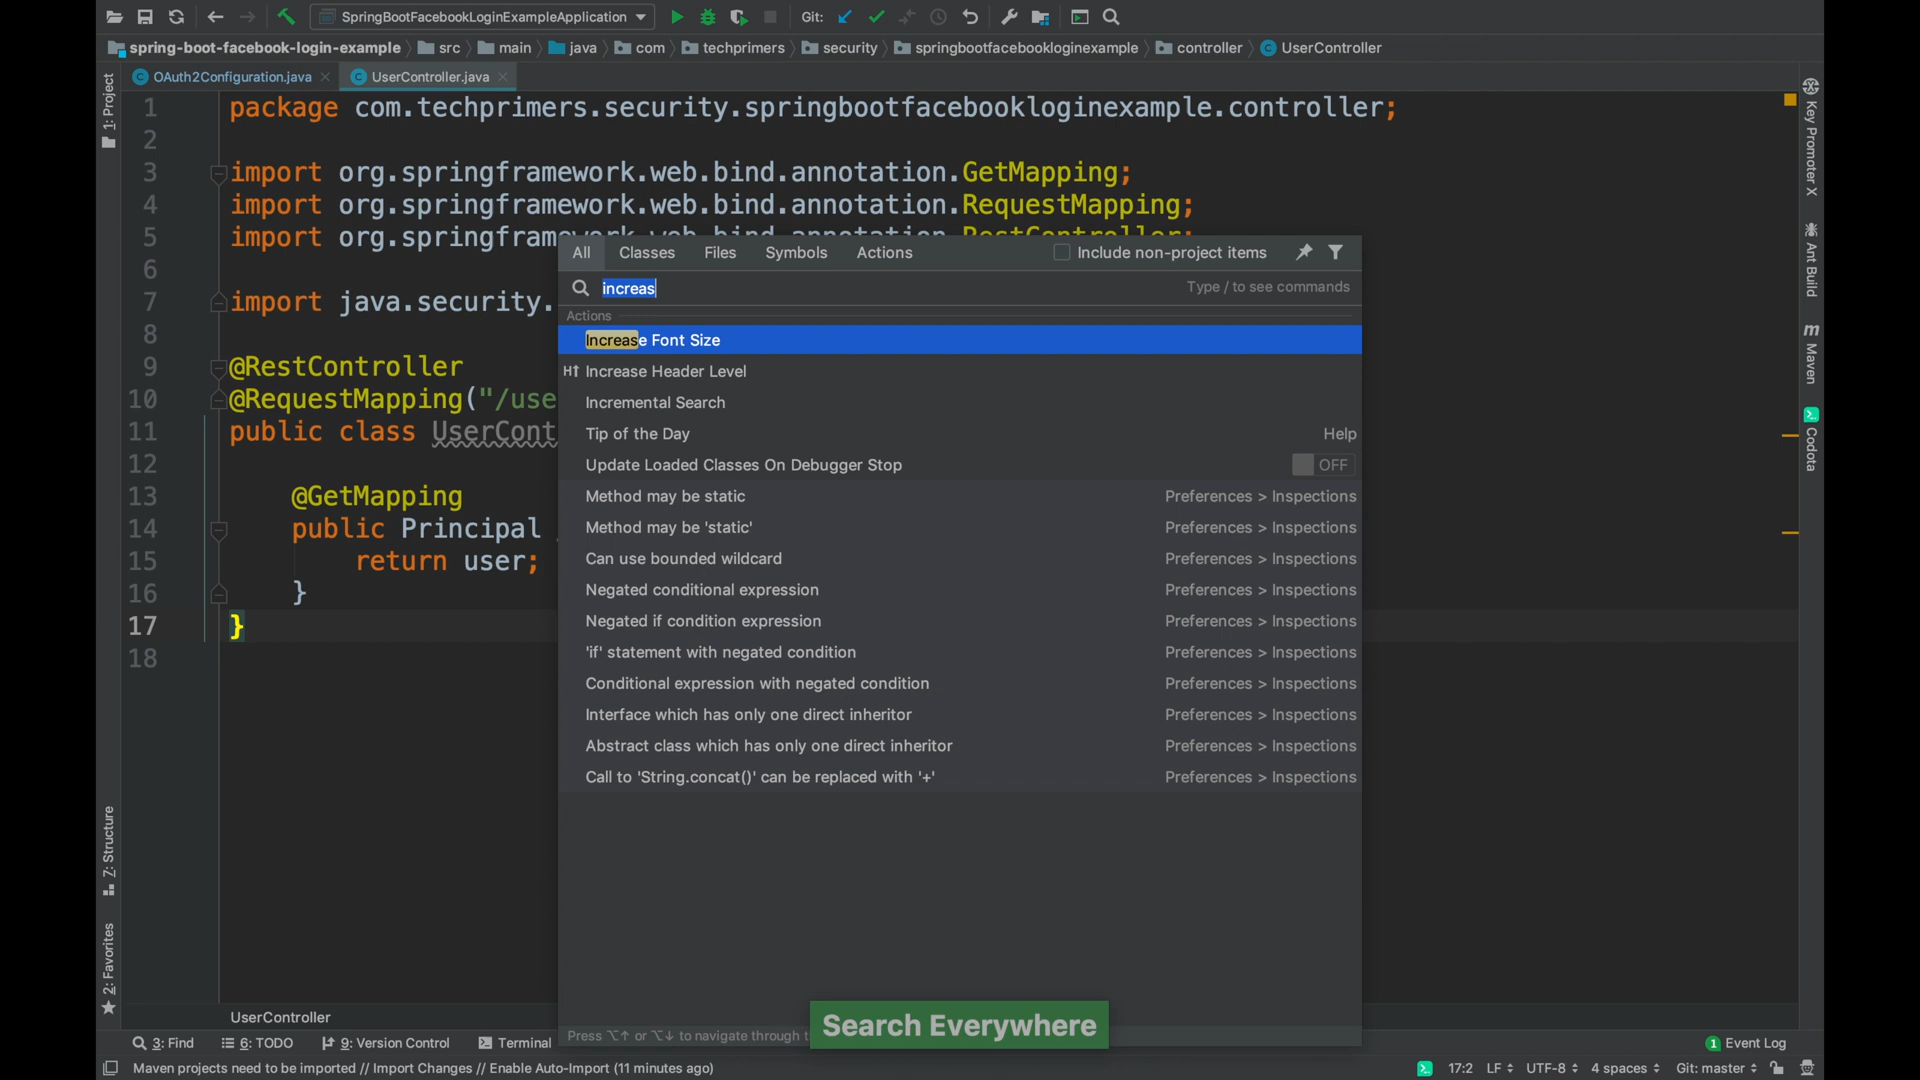 SpringBootFacebookLoginExampleApplication
Git:
spring-boot-facebook-login-example src main java com techprimers security springbootfacebookloginexample controller UserController
OAuth2Configuration.java UserController.java
1: Project
1 package com.techprimers.security.springbootfacebookloginexample.controller;
2
3 import org.springframework.web.bind.annotation.GetMapping;
4 import org.springframework.web.bind.annotation.RequestMapping;
5 import org.springframework.web.bind.annotation.RestController;
6
7 import java.security.
8
9 @RestController
10 @RequestMapping("/use
11 public class UserCont
12
13 @GetMapping
14 public Principal
15 return user;
16 }
17 }
18
All Classes Files Symbols Actions Include non-project items
increas Type / to see commands
Actions
Increase Font Size
H↑ Increase Header Level
Incremental Search
Tip of the Day Help
Update Loaded Classes On Debugger Stop OFF
Method may be static Preferences > Inspections
Method may be 'static' Preferences > Inspections
Can use bounded wildcard Preferences > Inspections
Negated conditional expression Preferences > Inspections
Negated if condition expression Preferences > Inspections
'if' statement with negated condition Preferences > Inspections
Conditional expression with negated condition Preferences > Inspections
Interface which has only one direct inheritor Preferences > Inspections
Abstract class which has only one direct inheritor Preferences > Inspections
Call to 'String.concat()' can be replaced with '+' Preferences > Inspections
Press ⌥↑ or ⌥↓ to navigate through
Search Everywhere
Key Promoter X
Ant Build
m Maven
Codota
Z: Structure
2: Favorites
UserController
3: Find 6: TODO 9: Version Control Terminal 1 Event Log
Maven projects need to be imported // Import Changes // Enable Auto-Import (11 minutes ago) 17:2 LF UTF-8 4 spaces Git: master